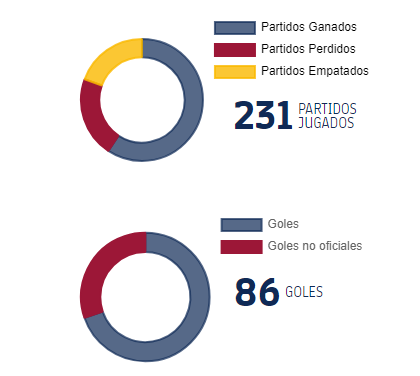 Partidos Ganados
Partidos Perdidos
Partidos Empatados
231 PARTIDOS
JUGADOS
Goles
Goles no oficiales
86 GOLES